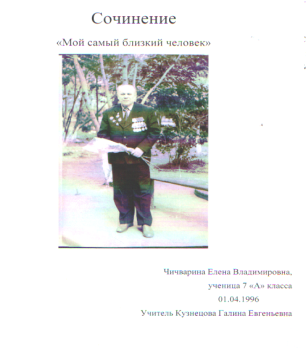 Сочинение
«Мой самый близкий человек»
Чичварина Елена Владимировна,
ученица 7 «А» класса
01.04.1996
Учитель Кузнецова Галина Евгеньевна